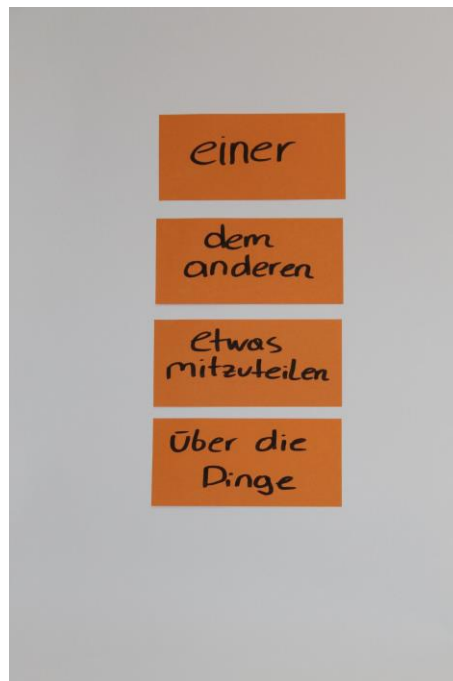 einer
dem
anderen
etwas
mitzuteilen
Über die
Dinge